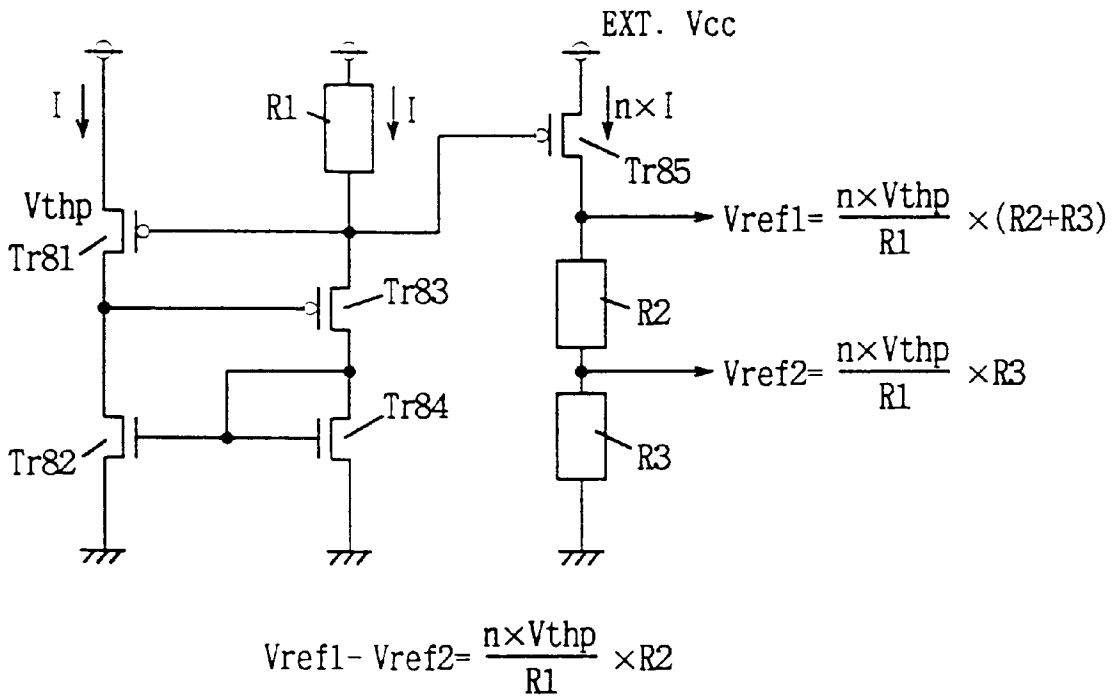 EXT. Vcc
I
R1
I
n×I
Tr85
Vthp
Tr81
Vref1= n×Vthp/R1 ×(R2+R3)
Tr83
R2
Vref2= n×Vthp/R1 ×R3
Tr84
Tr82
R3
Vref1- Vref2= n×Vthp/R1 ×R2